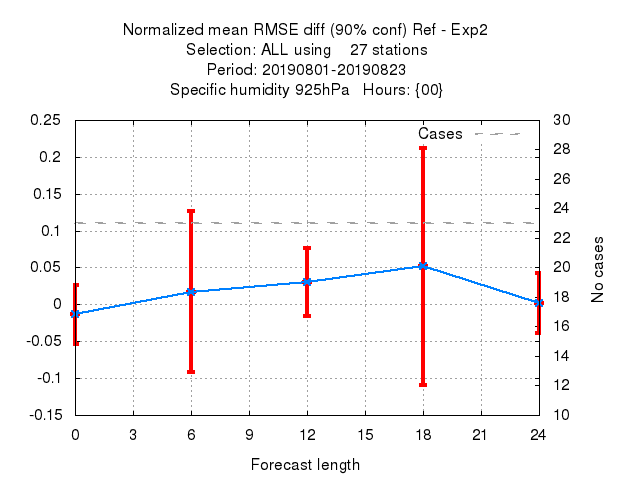 Normalized mean RMSE diff (90% conf) Ref - Exp2
Selection: ALL using    27 stations
Period: 20190801-20190823
Specific humidity 925hPa   Hours: {00}
Cases
0.25
0.2
0.15
0.1
0.05
0
-0.05
-0.1
-0.15
30
28
26
24
22
20
18
16
14
12
10
No cases
0 3 6 9 12 15 18 21 24
Forecast length